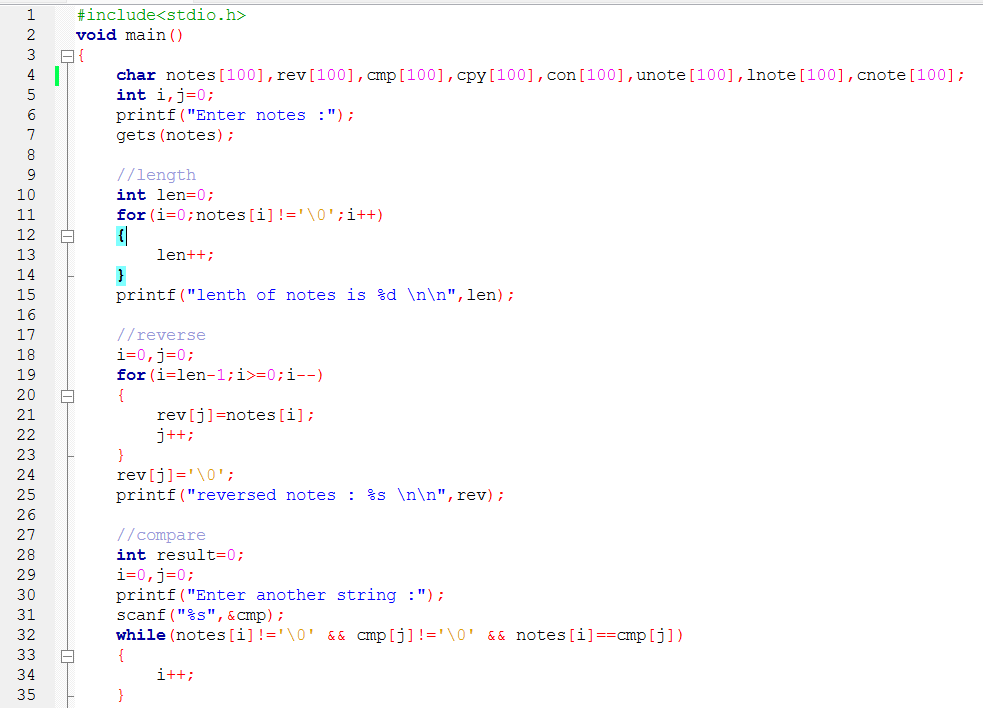 1 #include<stdio.h>
2 void main()
3 {
4 char notes[100],rev[100],cmp[100],cpy[100],con[100],unote[100],lnote[100],cnote[100];
5 int i,j=0;
6 printf("Enter notes :");
7 gets(notes);
8
9 //length
10 int len=0;
11 for(i=0;notes[i]!='\0';i++)
12 {
13 len++;
14 }
15 printf("lenth of notes is %d \n\n",len);
16
17 //reverse
18 i=0,j=0;
19 for(i=len-1;i>=0;i--)
20 {
21 rev[j]=notes[i];
22 j++;
23 }
24 rev[j]='\0';
25 printf("reversed notes : %s \n\n",rev);
26
27 //compare
28 int result=0;
29 i=0,j=0;
30 printf("Enter another string :");
31 scanf("%s",&cmp);
32 while(notes[i]!='\0' && cmp[j]!='\0' && notes[i]==cmp[j])
33 {
34 i++;
35 }